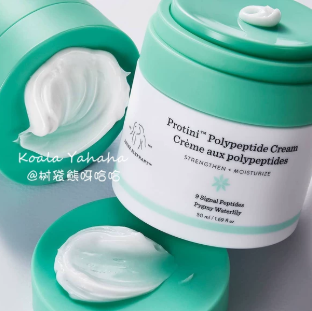 Protini™ Polypeptide Cream
Crème aux polypeptides
STRENGTHEN + MOISTURIZE
9 Signal Peptides
Pygmy Waterlily
50 ml / 1.69 fl oz
Koala Yahaha
@树袋熊呀哈哈